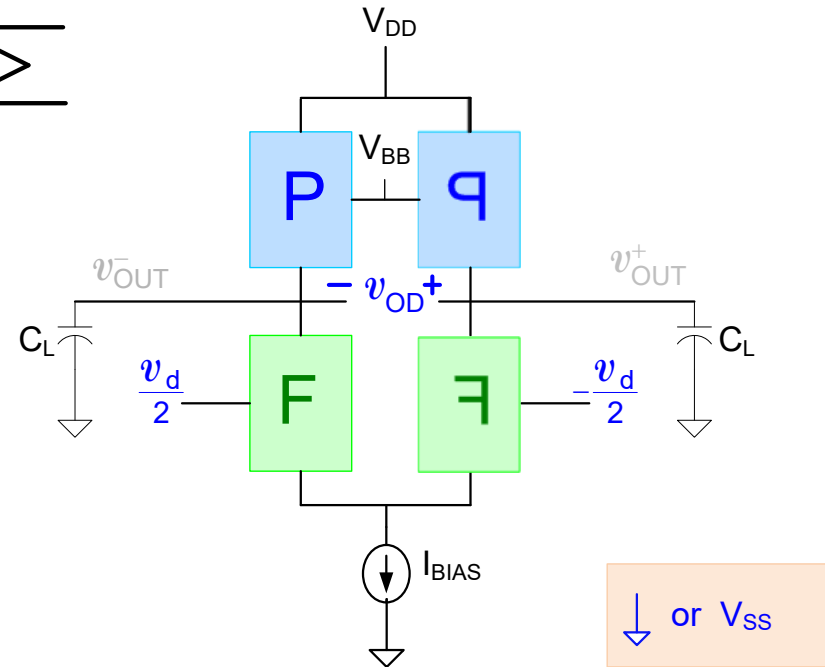 V_DD
P
V_BB
P
v⁻_OUT
− v_OD +
v⁺_OUT
C_L
C_L
v_d/2
F
F
−v_d/2
I_BIAS
or V_SS